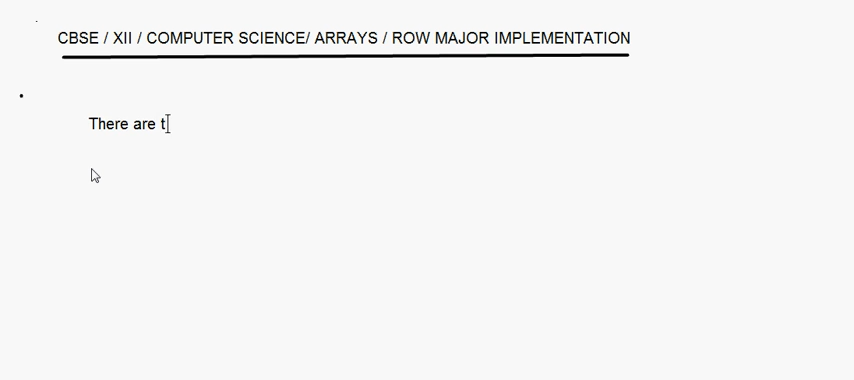 CBSE / XII / COMPUTER SCIENCE/ ARRAYS / ROW MAJOR IMPLEMENTATION
There are t